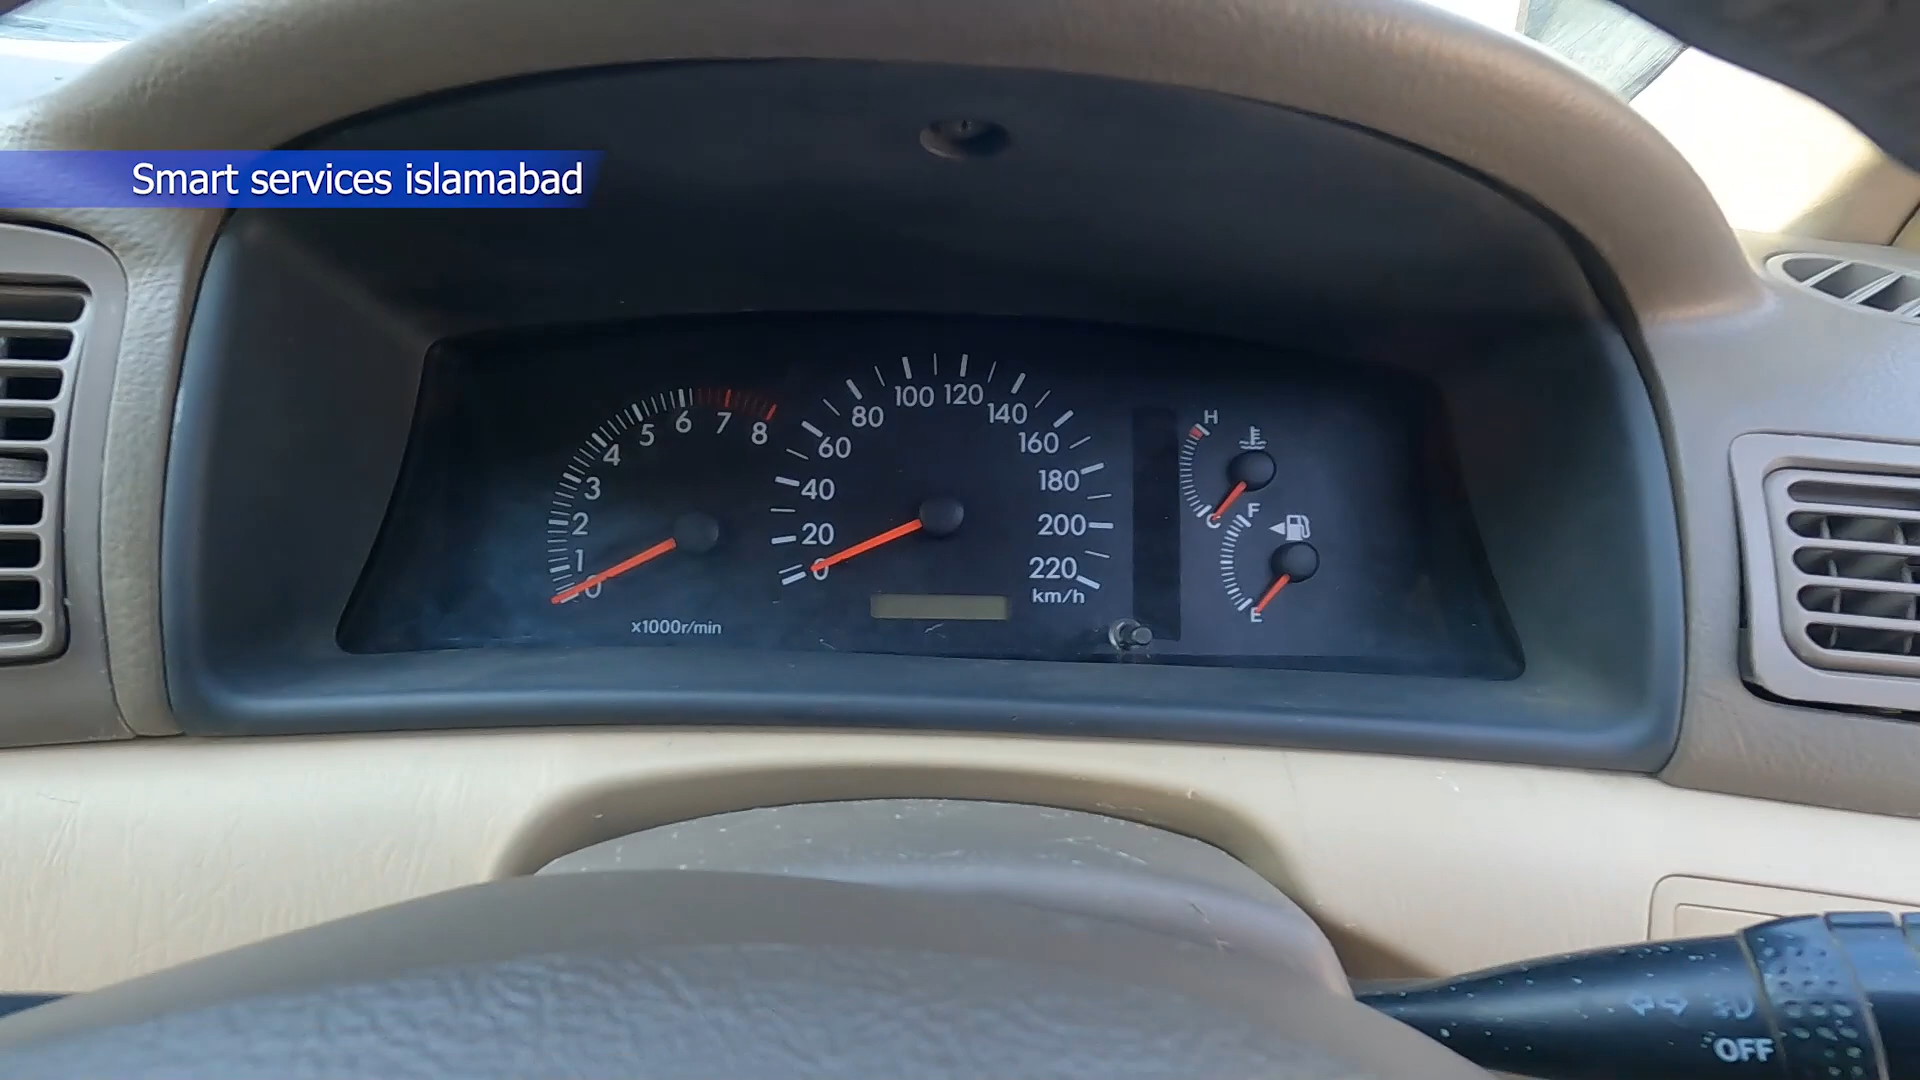 Smart services islamabad
0 1 2 3 4 5 6 7 8
x1000r/min
0 20 40 60 80 100 120 140 160 180 200 220
km/h
H
C
F
E
OFF